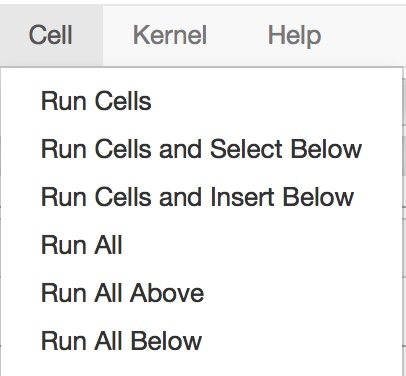 Cell Kernel Help
Run Cells
Run Cells and Select Below
Run Cells and Insert Below
Run All
Run All Above
Run All Below